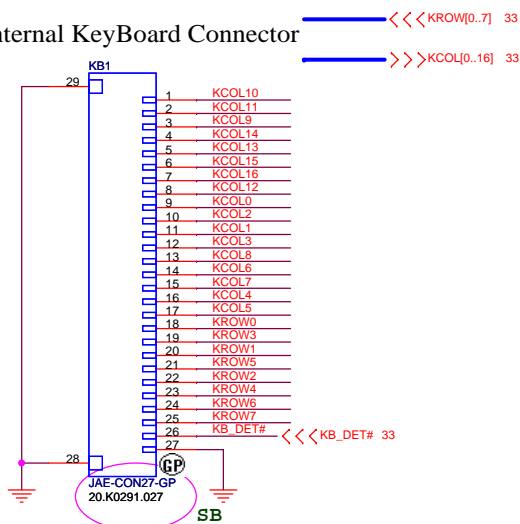 KROW[0..7] 33
nternal KeyBoard Connector
KCOL[0..16] 33
KB1
29
1 KCOL10
2 KCOL11
3 KCOL9
4 KCOL14
5 KCOL13
6 KCOL15
7 KCOL16
8 KCOL12
9 KCOL0
10 KCOL2
11 KCOL1
12 KCOL3
13 KCOL8
14 KCOL6
15 KCOL7
16 KCOL4
17 KCOL5
18 KROW0
19 KROW3
20 KROW1
21 KROW5
22 KROW2
23 KROW4
24 KROW6
25 KROW7
26 KB_DET# KB_DET# 33
27
28
GP
JAE-CON27-GP
20.K0291.027
SB